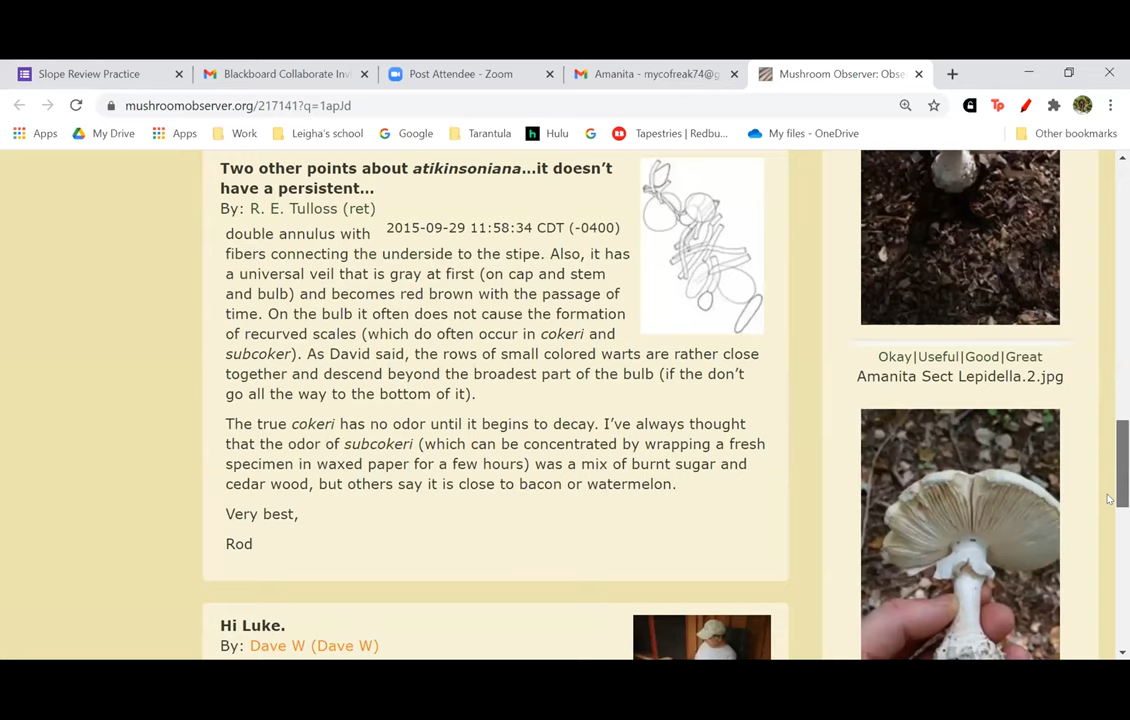 Slope Review Practice
Blackboard Collaborate Inv
Post Attendee - Zoom
Amanita - mycofreak74@g
Mushroom Observer: Obse
mushroomobserver.org/217141?q=1apJd
Apps
My Drive
Apps
Work
Leigha's school
Google
Tarantula
Hulu
Tapestries | Redbu...
My files - OneDrive
Other bookmarks
Two other points about atikinsoniana...it doesn't
have a persistent...
By: R. E. Tulloss (ret)
2015-09-29 11:58:34 CDT (-0400)
double annulus with
fibers connecting the underside to the stipe. Also, it has
a universal veil that is gray at first (on cap and stem
and bulb) and becomes red brown with the passage of
time. On the bulb it often does not cause the formation
of recurved scales (which do often occur in cokeri and
subcoker). As David said, the rows of small colored warts are rather close
together and descend beyond the broadest part of the bulb (if the don't
go all the way to the bottom of it).
The true cokeri has no odor until it begins to decay. I've always thought
that the odor of subcokeri (which can be concentrated by wrapping a fresh
specimen in waxed paper for a few hours) was a mix of burnt sugar and
cedar wood, but others say it is close to bacon or watermelon.
Very best,
Rod
Hi Luke.
By: Dave W (Dave W)
Okay|Useful|Good|Great
Amanita Sect Lepidella.2.jpg